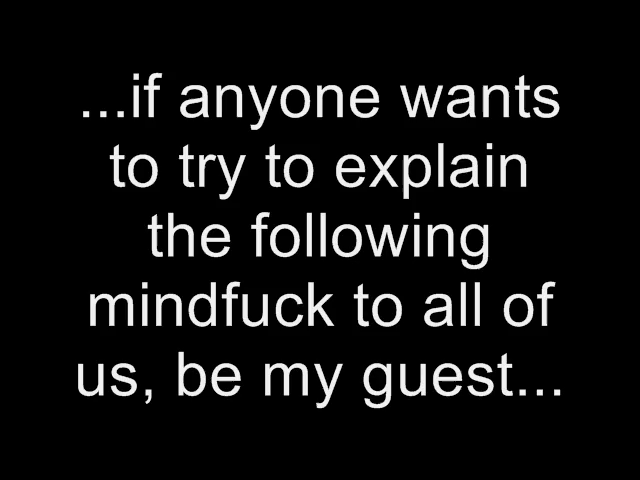 ...if anyone wants
to try to explain
the following
mindfuck to all of
us, be my guest...